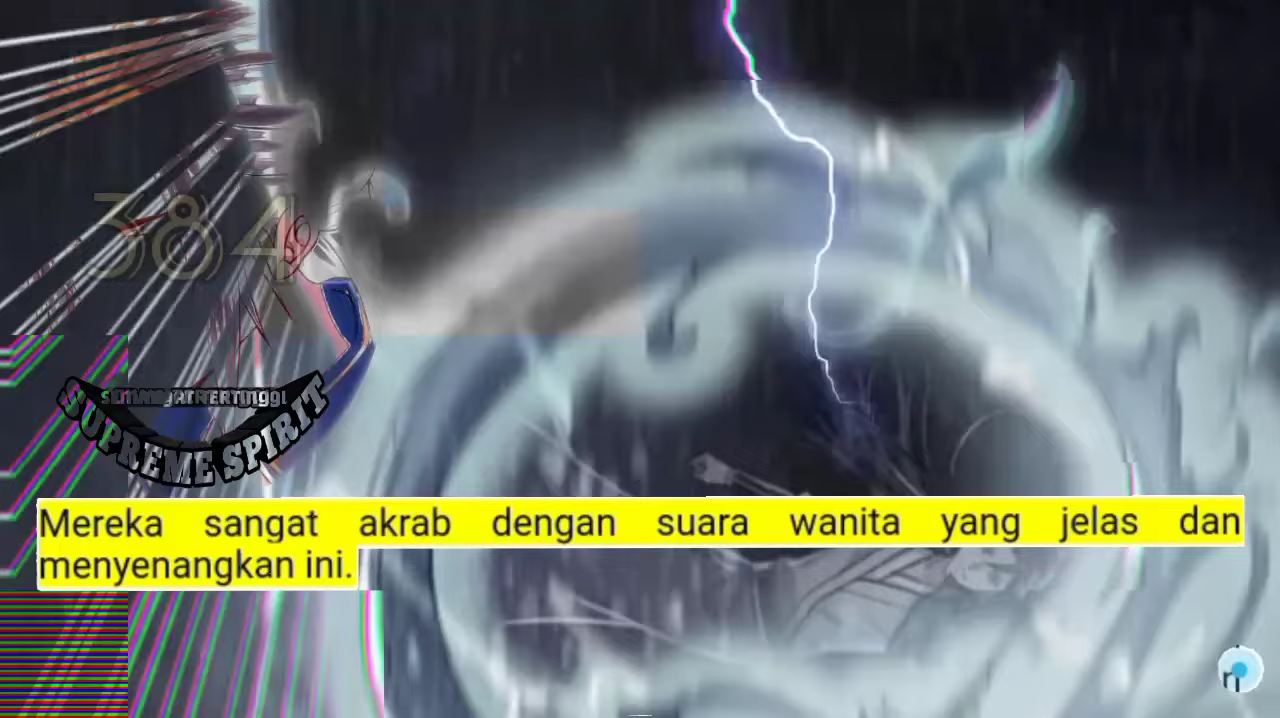 384
SUPREME SPIRIT
Mereka sangat akrab dengan suara wanita yang jelas dan
menyenangkan ini.